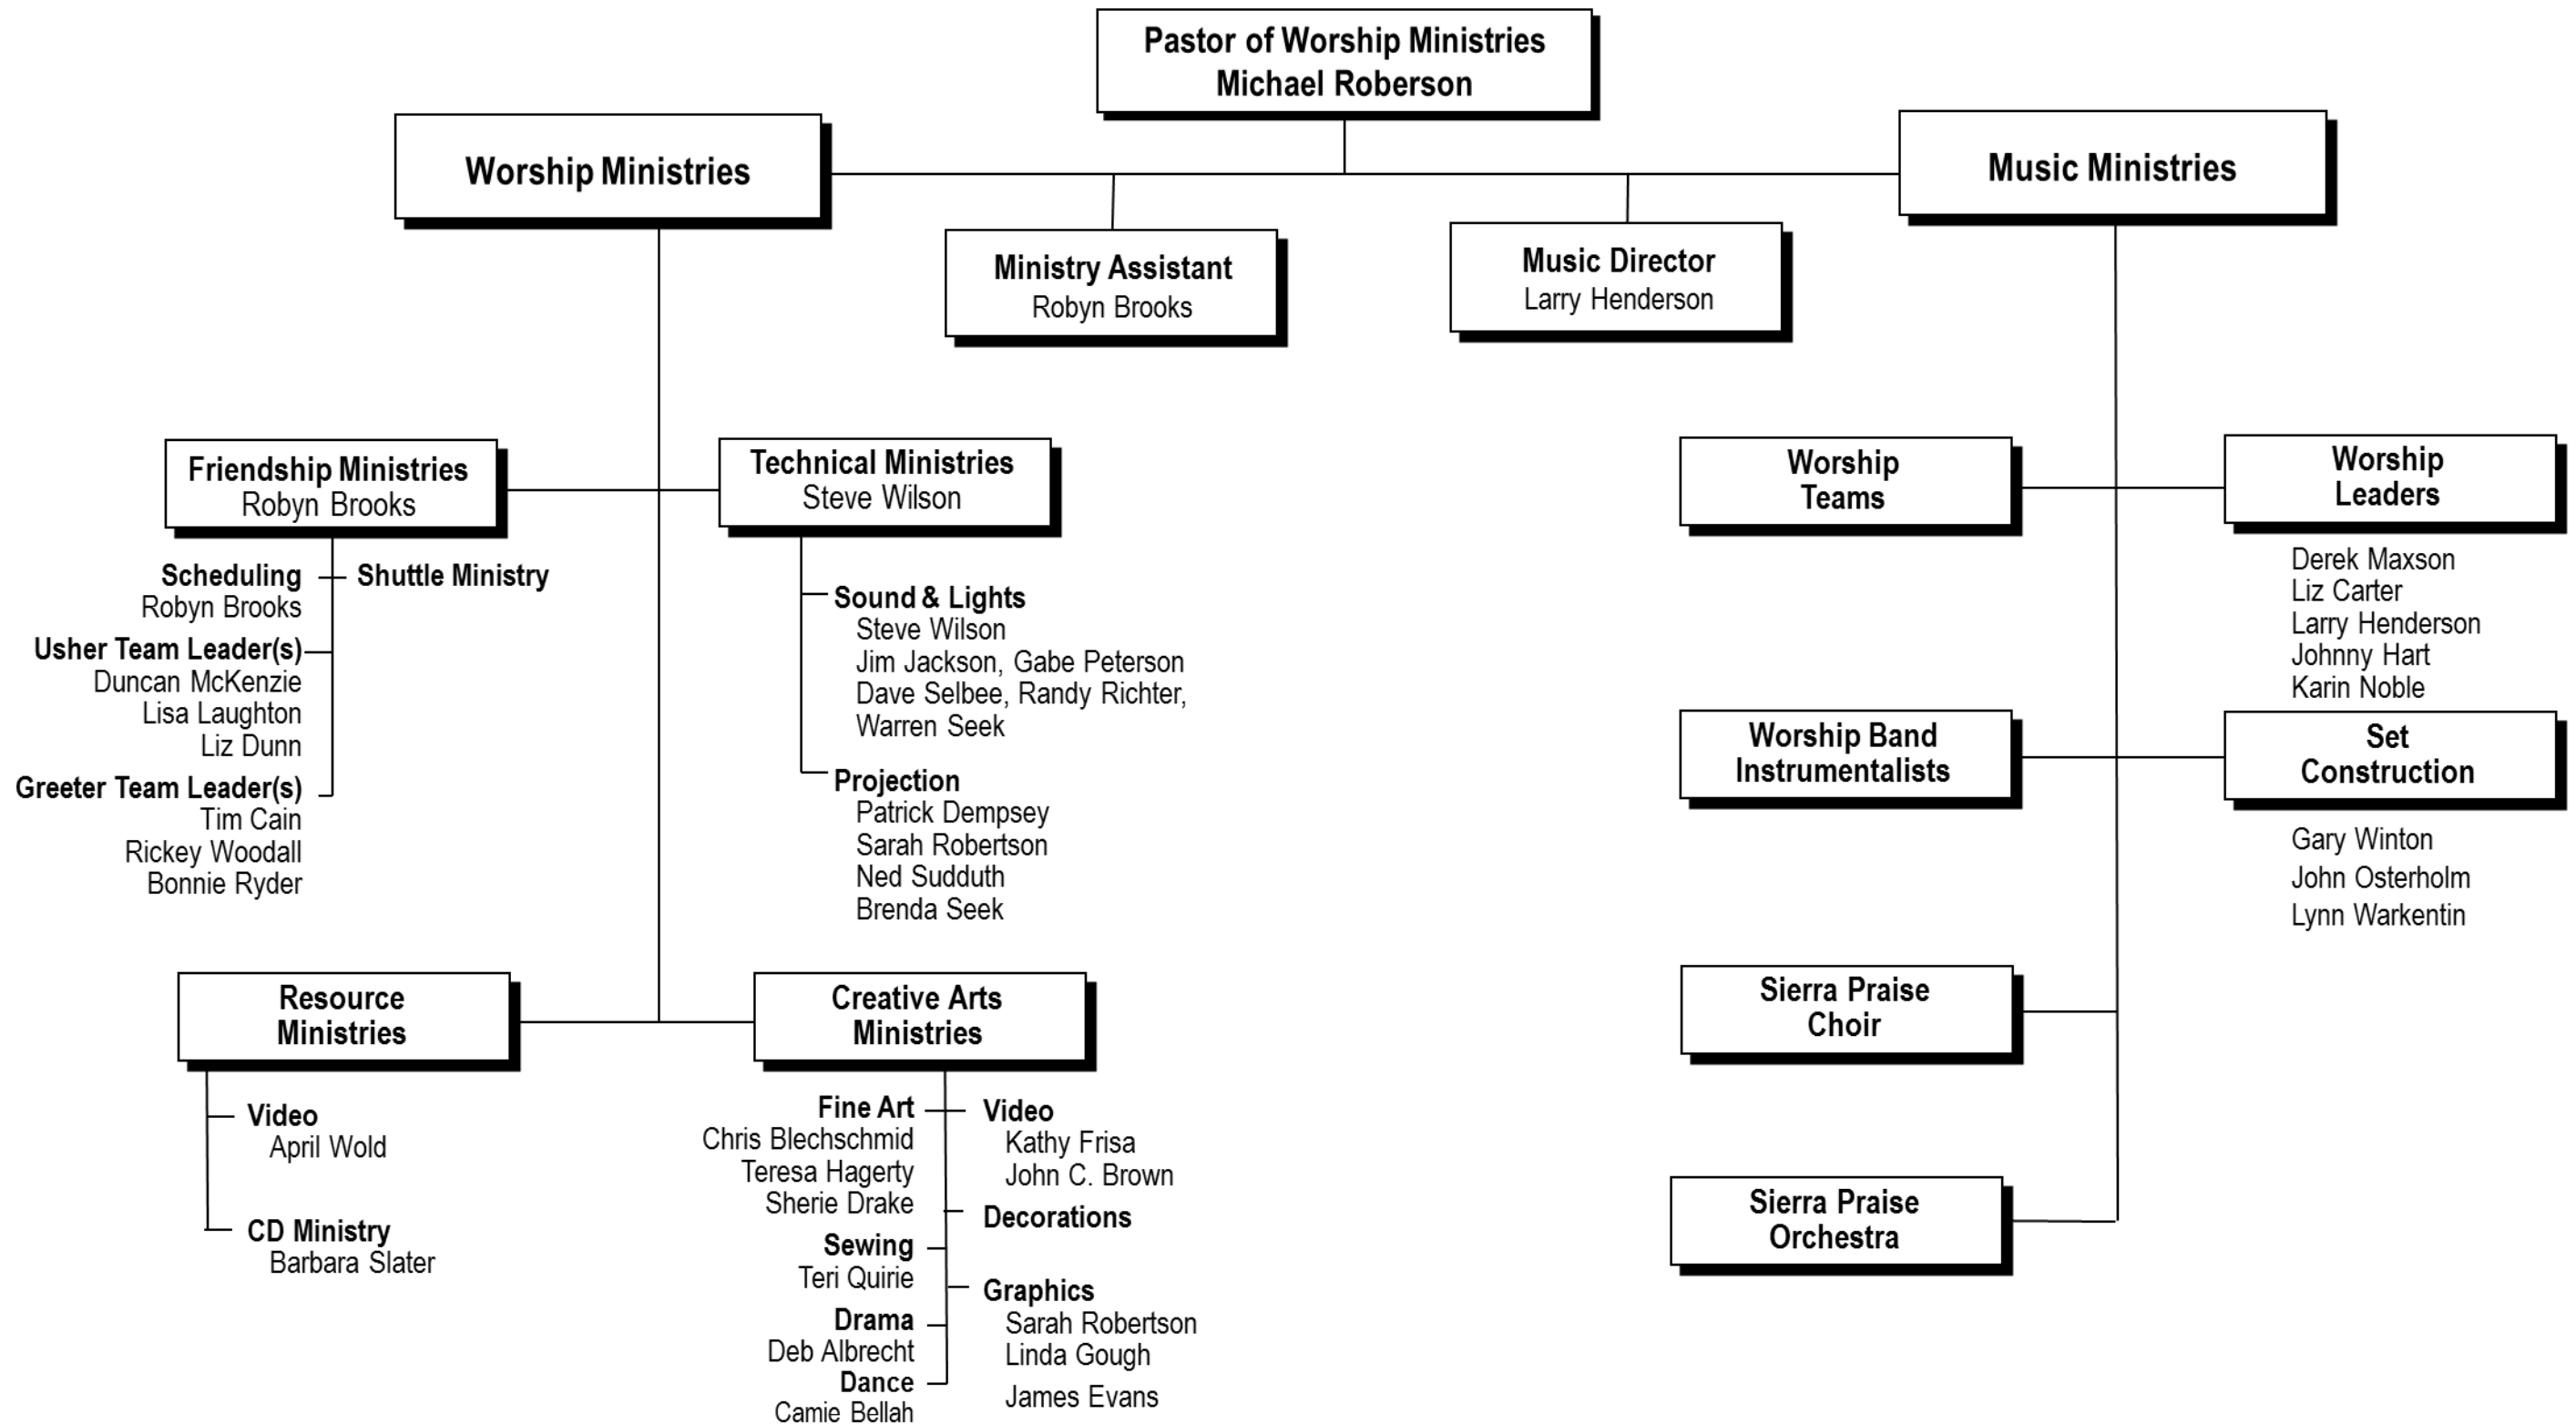 Pastor of Worship Ministries
Michael Roberson
Worship Ministries
Music Ministries
Ministry Assistant
Robyn Brooks
Music Director
Larry Henderson
Friendship Ministries
Robyn Brooks
Scheduling
Robyn Brooks
Shuttle Ministry
Usher Team Leader(s)
Duncan McKenzie
Lisa Laughton
Liz Dunn
Greeter Team Leader(s)
Tim Cain
Rickey Woodall
Bonnie Ryder
Technical Ministries
Steve Wilson
Sound & Lights
Steve Wilson
Jim Jackson, Gabe Peterson
Dave Selbee, Randy Richter,
Warren Seek
Projection
Patrick Dempsey
Sarah Robertson
Ned Sudduth
Brenda Seek
Resource
Ministries
Video
April Wold
CD Ministry
Barbara Slater
Creative Arts
Ministries
Fine Art
Chris Blechschmid
Teresa Hagerty
Sherie Drake
Sewing
Teri Quirie
Drama
Deb Albrecht
Dance
Camie Bellah
Video
Kathy Frisa
John C. Brown
Decorations
Graphics
Sarah Robertson
Linda Gough
James Evans
Worship
Teams
Worship
Leaders
Derek Maxson
Liz Carter
Larry Henderson
Johnny Hart
Karin Noble
Worship Band
Instrumentalists
Set
Construction
Gary Winton
John Osterholm
Lynn Warkentin
Sierra Praise
Choir
Sierra Praise
Orchestra